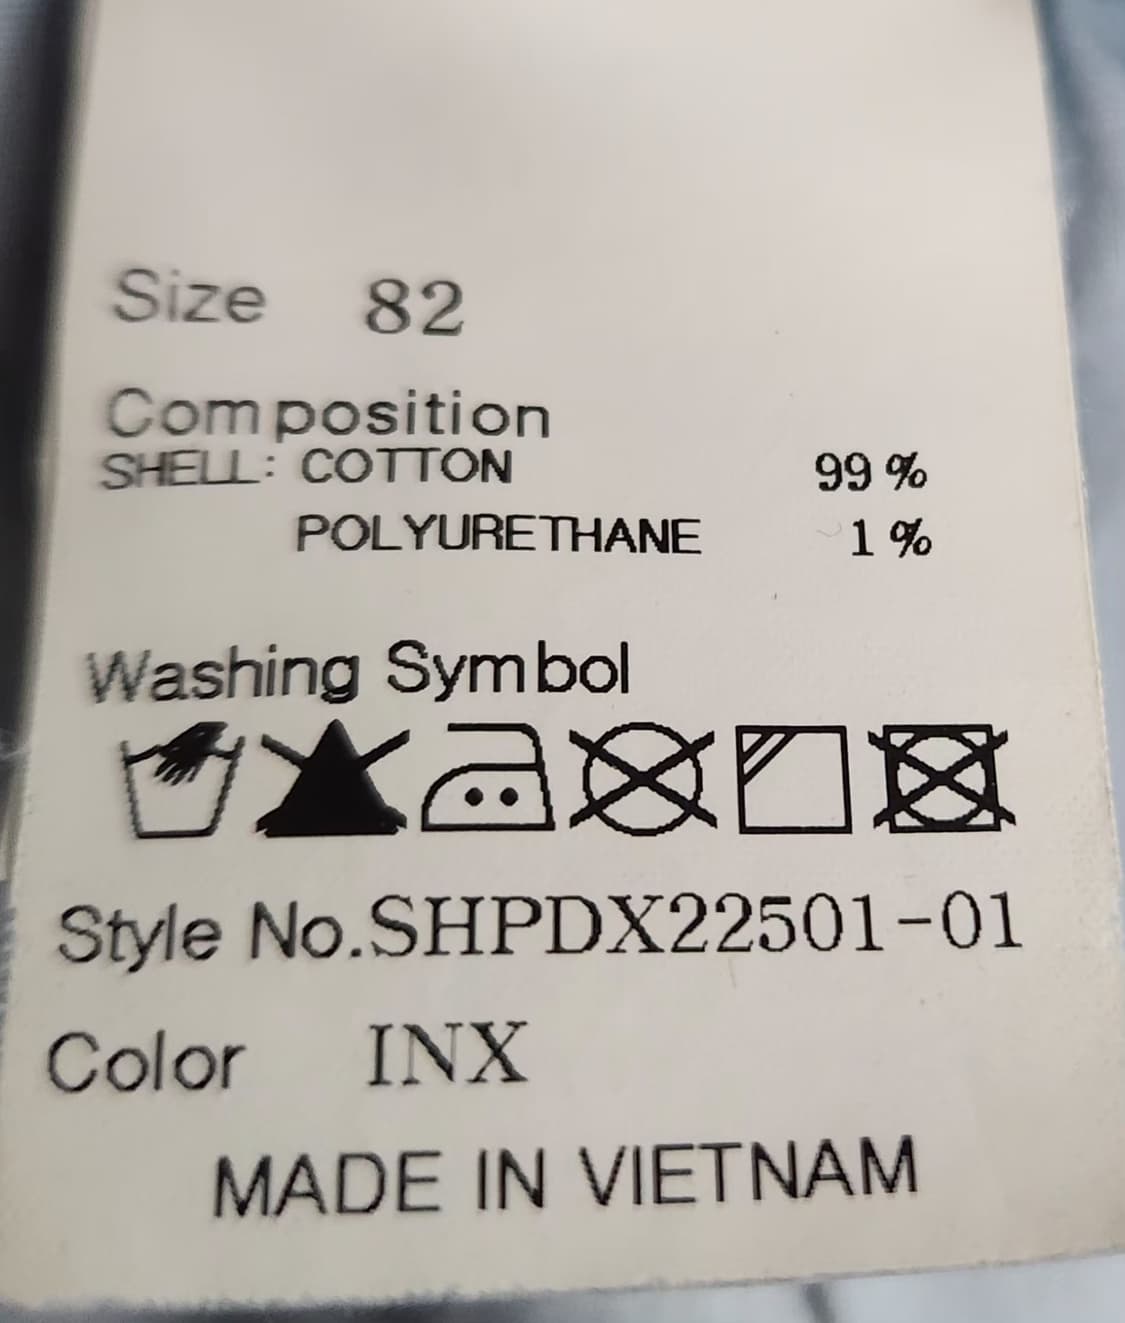 Size 82
Composition
SHELL: COTTON 99%
POLYURETHANE 1%
Washing Symbol
Style No.SHPDX22501-01
Color INX
MADE IN VIETNAM